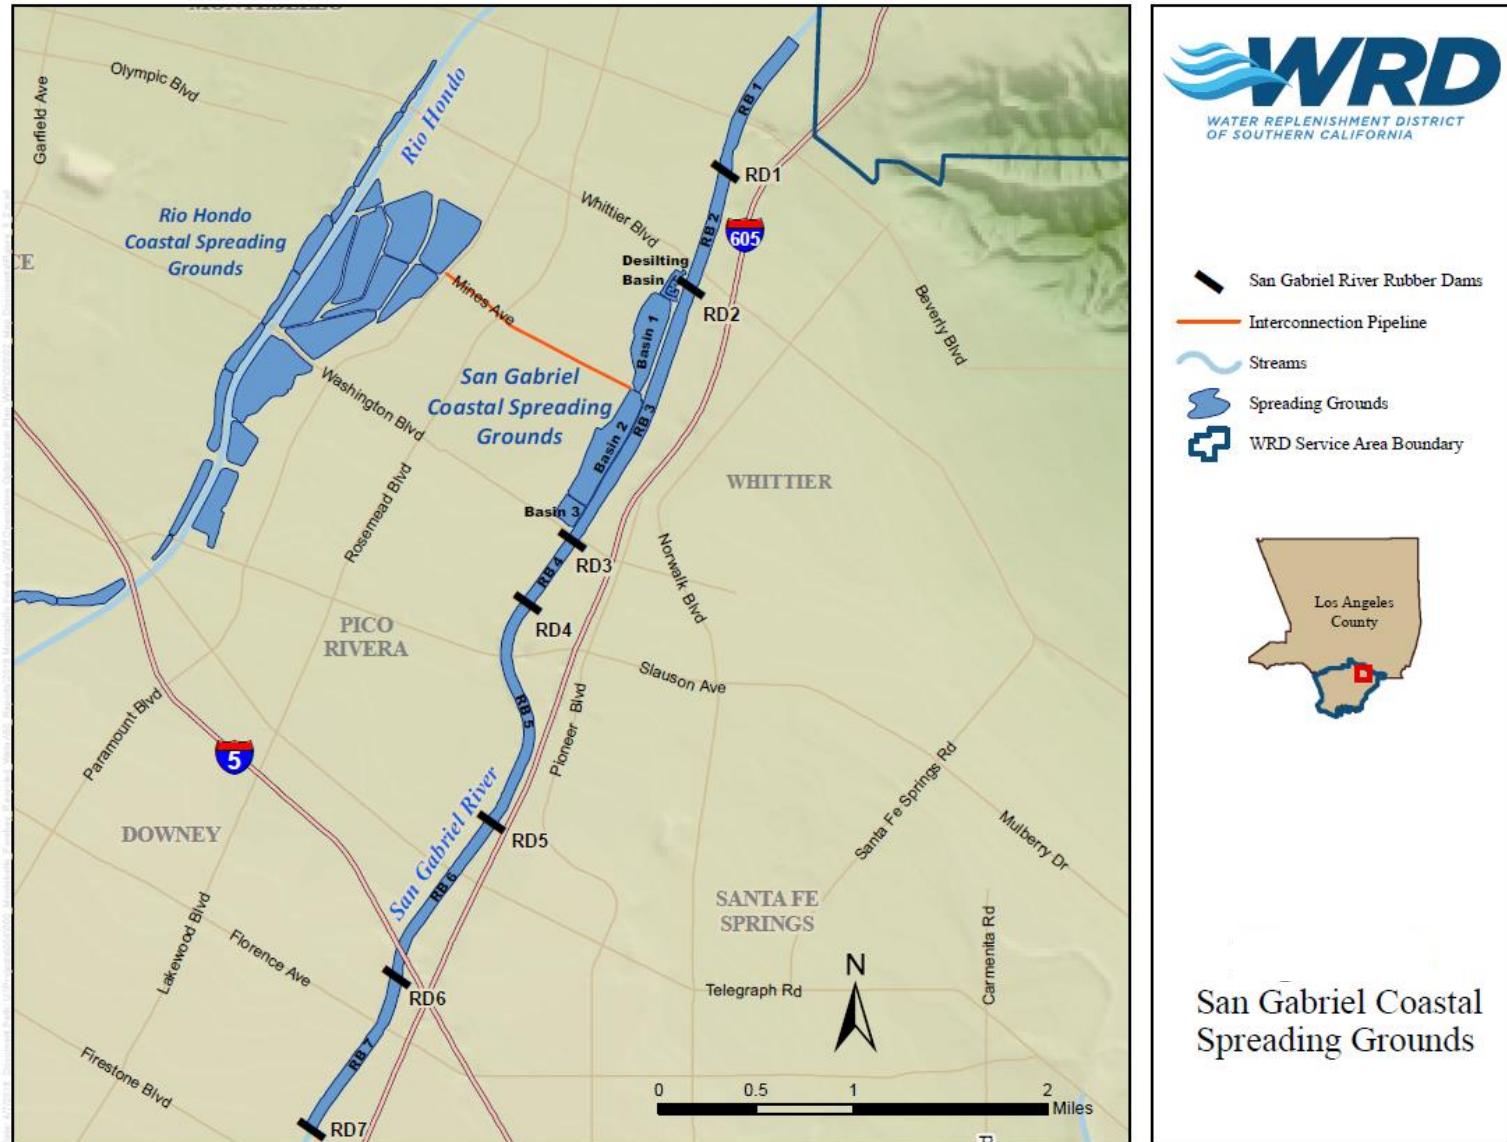 MONTEBELLO
Olympic Blvd
Garfield Ave
Rio Hondo
RB 1
RD1
Rio Hondo
Coastal Spreading
Grounds
Whittier Blvd
RB 2
605
Desilting
Basin
Mines Ave
RD2
Beverly Blvd
Basin 1
San Gabriel
Coastal Spreading
Grounds
Washington Blvd
RB 3
Basin 2
WHITTIER
Rosemead Blvd
Basin 3
RD3
Norwalk Blvd
RB 4
RD4
PICO
RIVERA
Slauson Ave
RB 5
Pioneer Blvd
Paramount Blvd
5
San Gabriel River
Santa Fe Springs Rd
Mulberry Dr
DOWNEY
RD5
RB 6
SANTA FE
SPRINGS
Lakewood Blvd
Florence Ave
Carmenita Rd
N
RD6
Telegraph Rd
RB 7
Firestone Blvd
RD7
0 0.5 1 2
Miles
WRD
WATER REPLENISHMENT DISTRICT
OF SOUTHERN CALIFORNIA
San Gabriel River Rubber Dams
Interconnection Pipeline
Streams
Spreading Grounds
WRD Service Area Boundary
Los Angeles
County
San Gabriel Coastal
Spreading Grounds